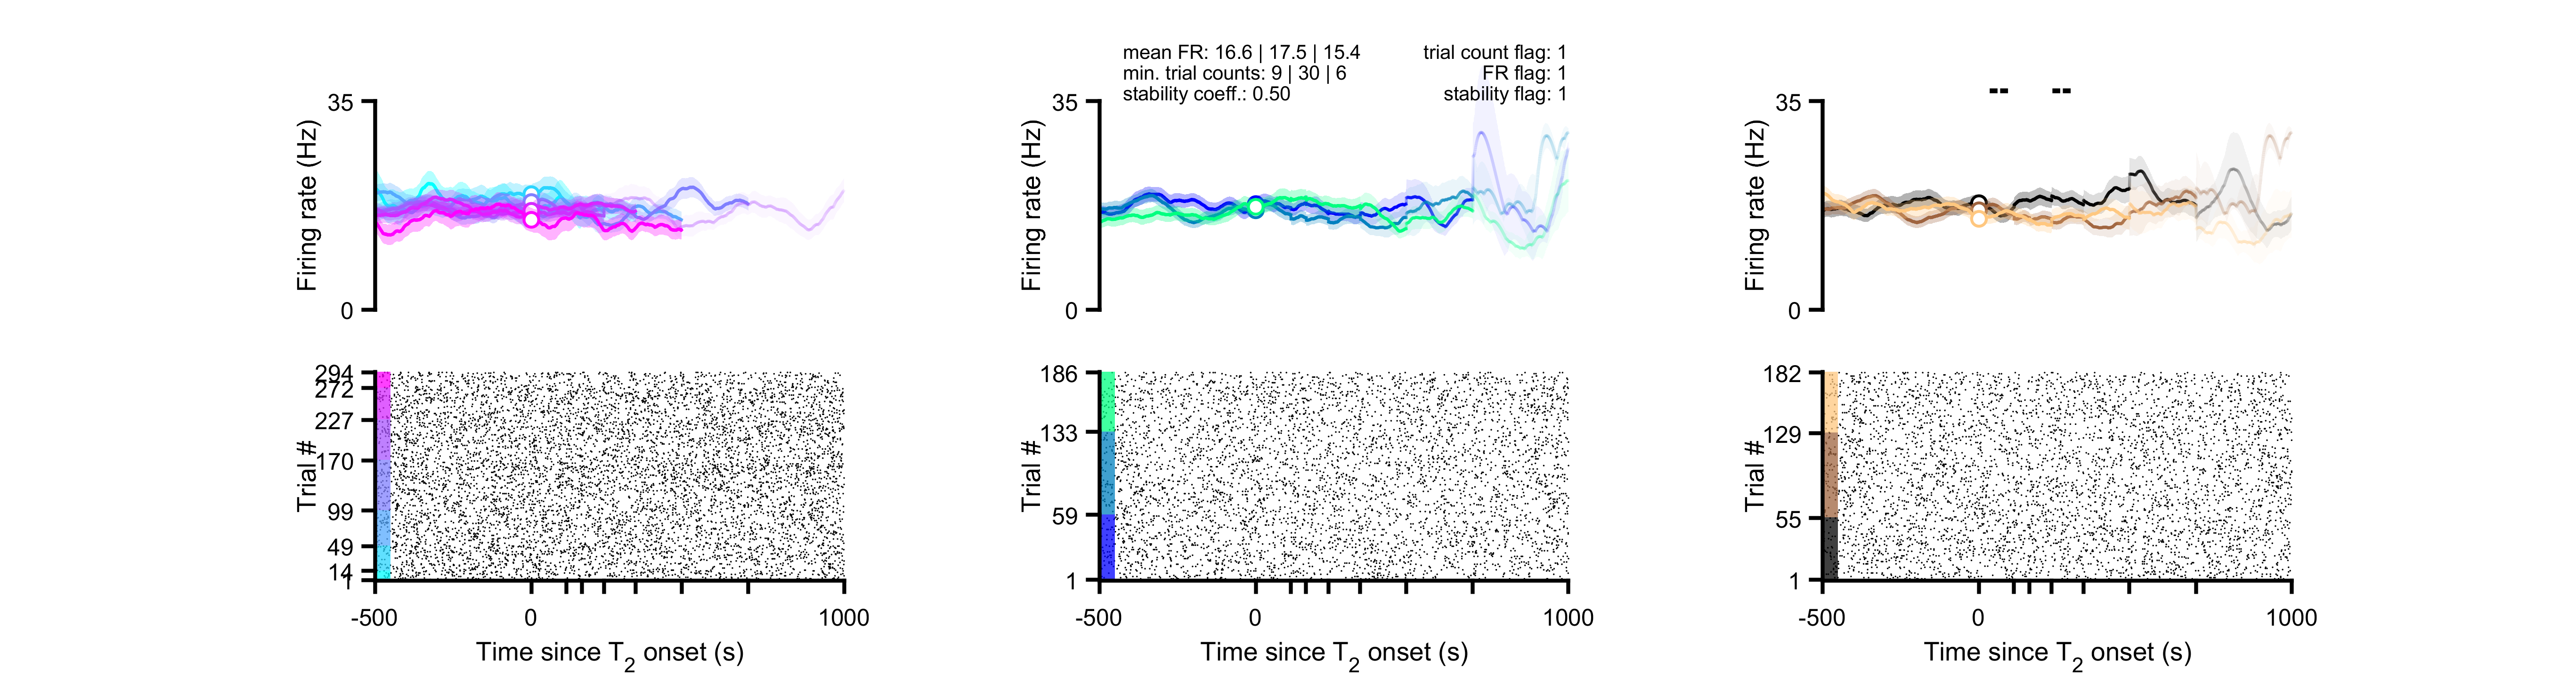 mean FR: 16.6 | 17.5 | 15.4
min. trial counts: 9 | 30 | 6
stability coeff.: 0.50
trial count flag: 1
FR flag: 1
stability flag: 1
35
Firing rate (Hz)
0
35
Firing rate (Hz)
0
35
Firing rate (Hz)
0
294
272
227
170
99
49
14
1
Trial #
-500
0
1000
Time since T2 onset (s)
186
133
59
1
Trial #
-500
0
1000
Time since T2 onset (s)
182
129
55
1
Trial #
-500
0
1000
Time since T2 onset (s)